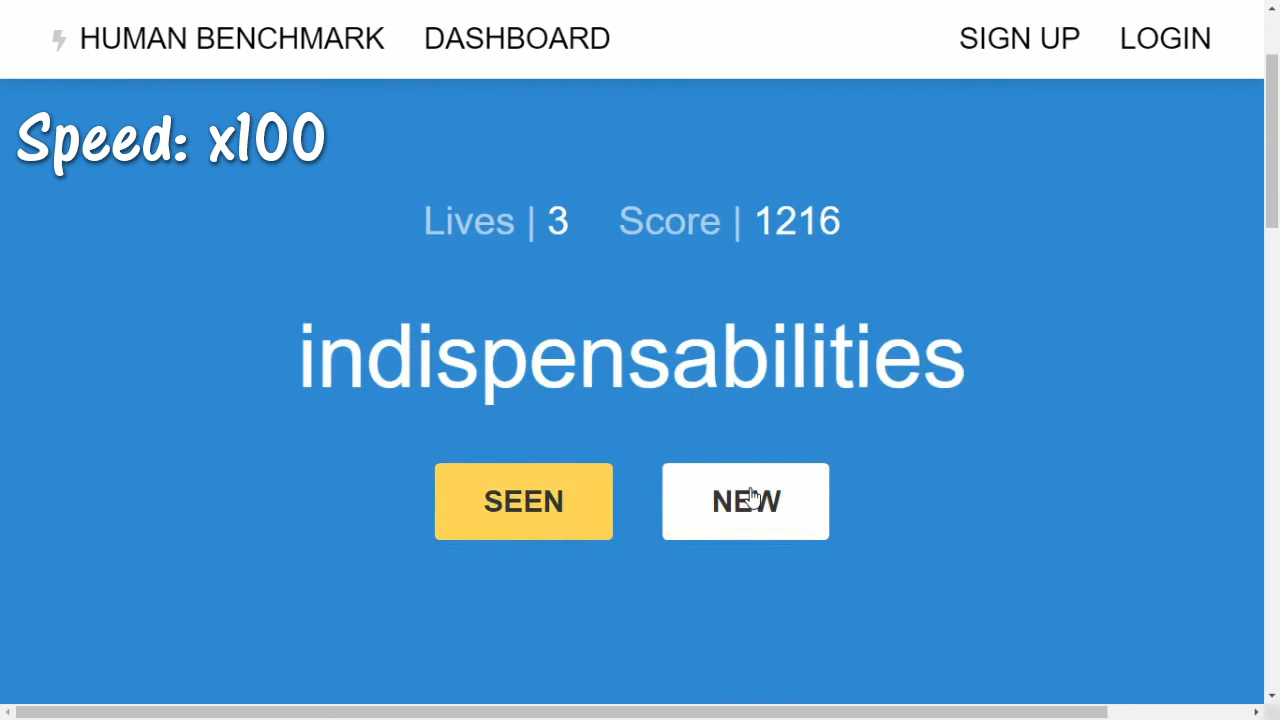 HUMAN BENCHMARK DASHBOARD SIGN UP LOGIN
Speed: x100
Lives | 3 Score | 1216
indispensabilities
SEEN NEW